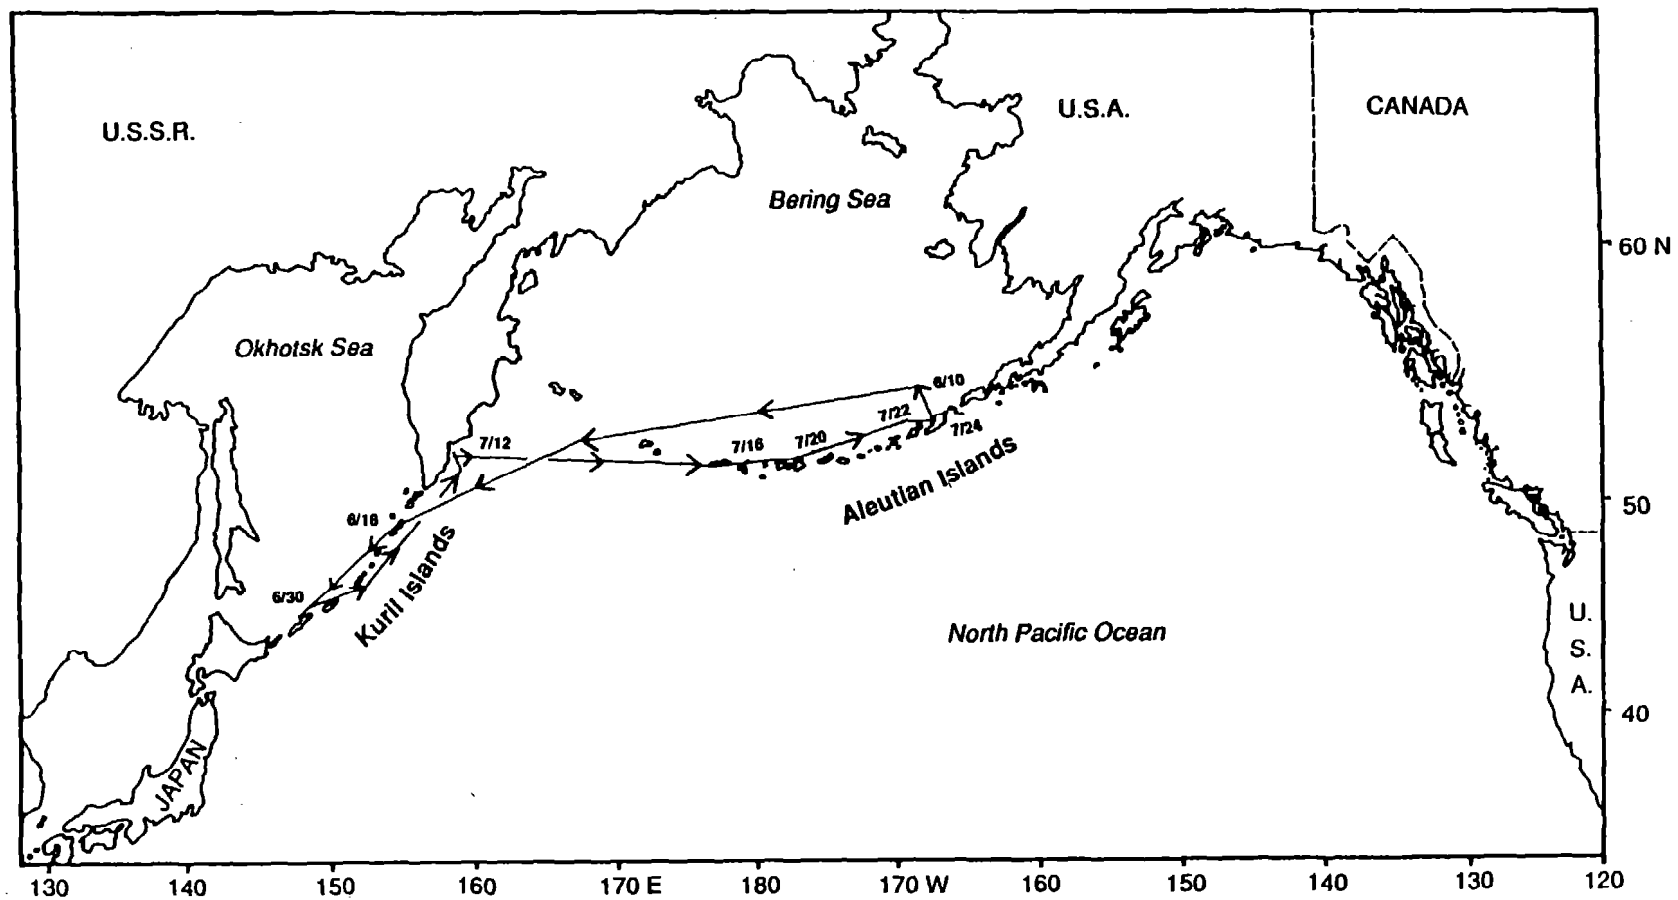 U.S.S.R.
U.S.A.
CANADA
Bering Sea
60 N
Okhotsk Sea
6/10
7/22
7/24
7/12
7/16
7/20
Aleutian Islands
50
6/18
Kuril Islands
6/30
North Pacific Ocean
U.
S.
A.
40
JAPAN
130 140 150 160 170 E 180 170 W 160 150 140 130 120